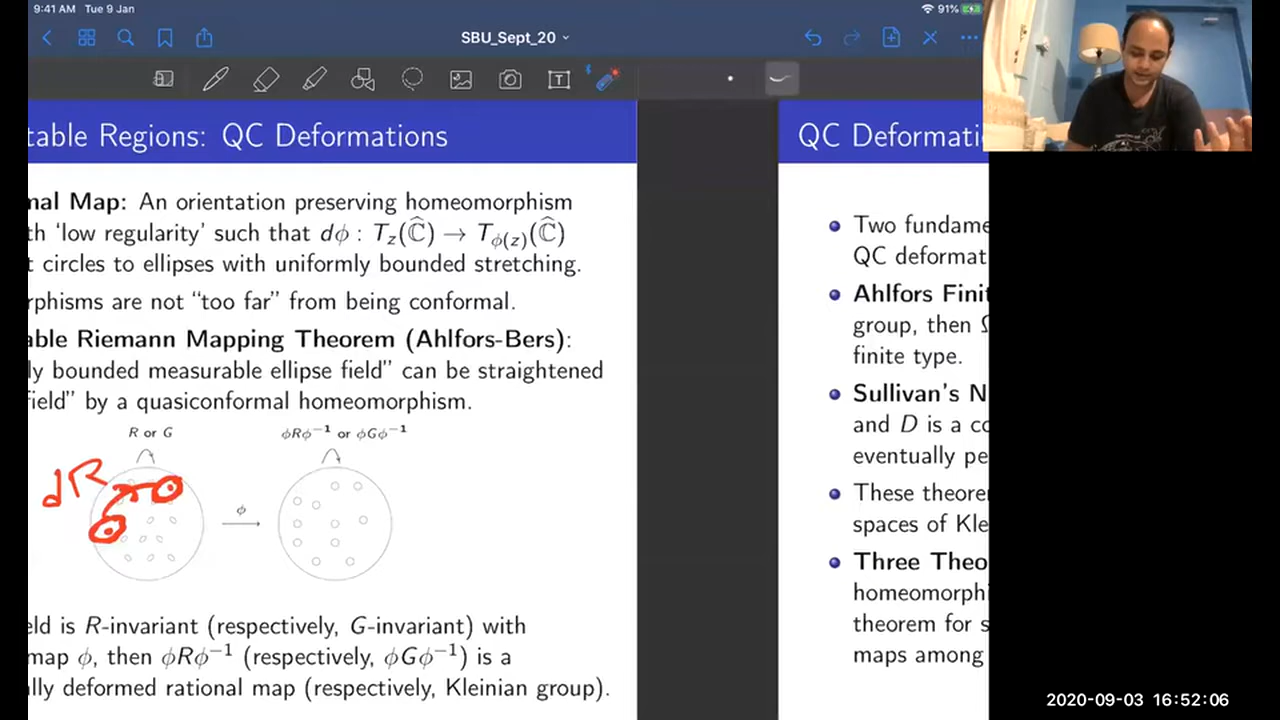 9:41 AM Tue 9 Jan
91%
SBU_Sept_20
table Regions: QC Deformations
nal Map: An orientation preserving homeomorphism
th ‘low regularity’ such that dϕ : T_z(Ĉ) → T_ϕ(z)(Ĉ)
t circles to ellipses with uniformly bounded stretching.
rphisms are not “too far” from being conformal.
able Riemann Mapping Theorem (Ahlfors-Bers):
ly bounded measurable ellipse field” can be straightened
field” by a quasiconformal homeomorphism.
R or G
ϕRϕ⁻¹ or ϕGϕ⁻¹
dR
ϕ
eld is R-invariant (respectively, G-invariant) with
map ϕ, then ϕRϕ⁻¹ (respectively, ϕGϕ⁻¹) is a
lly deformed rational map (respectively, Kleinian group).
QC Deformati
Two fundame
QC deformat
Ahlfors Finit
group, then Ω
finite type.
Sullivan’s N
and D is a co
eventually pe
These theorem
spaces of Kle
Three Theo
homeomorphi
theorem for s
maps among
2020-09-03 16:52:06